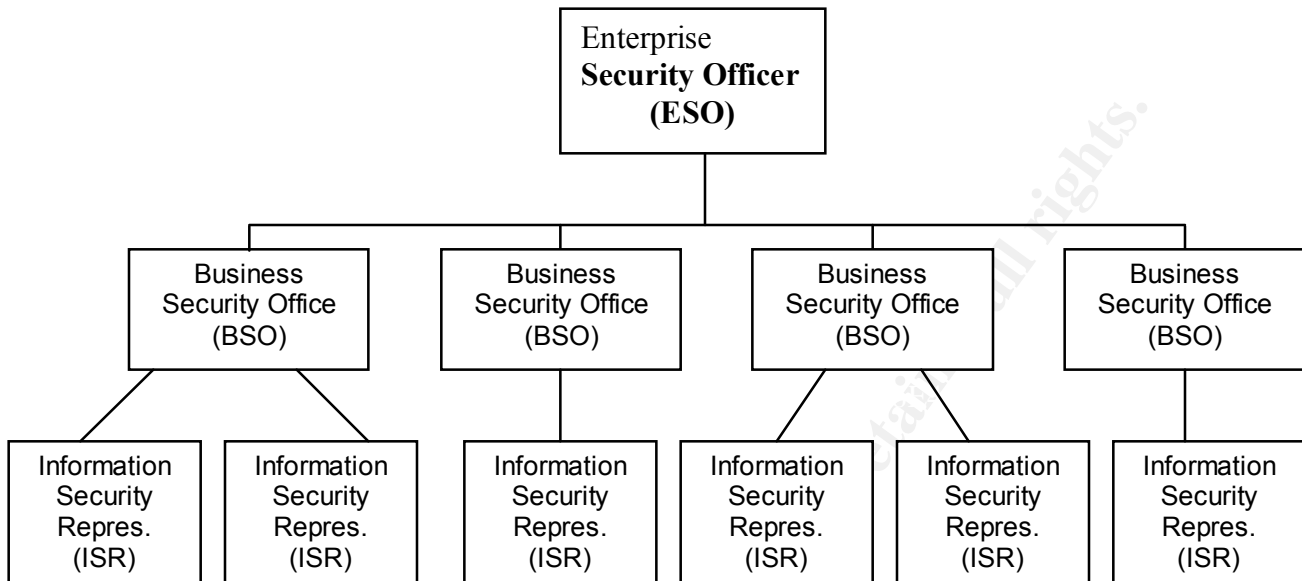 Enterprise
Security Officer
(ESO)
Business
Security Office
(BSO)
Business
Security Office
(BSO)
Business
Security Office
(BSO)
Business
Security Office
(BSO)
Information
Security
Repres.
(ISR)
Information
Security
Repres.
(ISR)
Information
Security
Repres.
(ISR)
Information
Security
Repres.
(ISR)
Information
Security
Repres.
(ISR)
Information
Security
Repres.
(ISR)
ll rights.